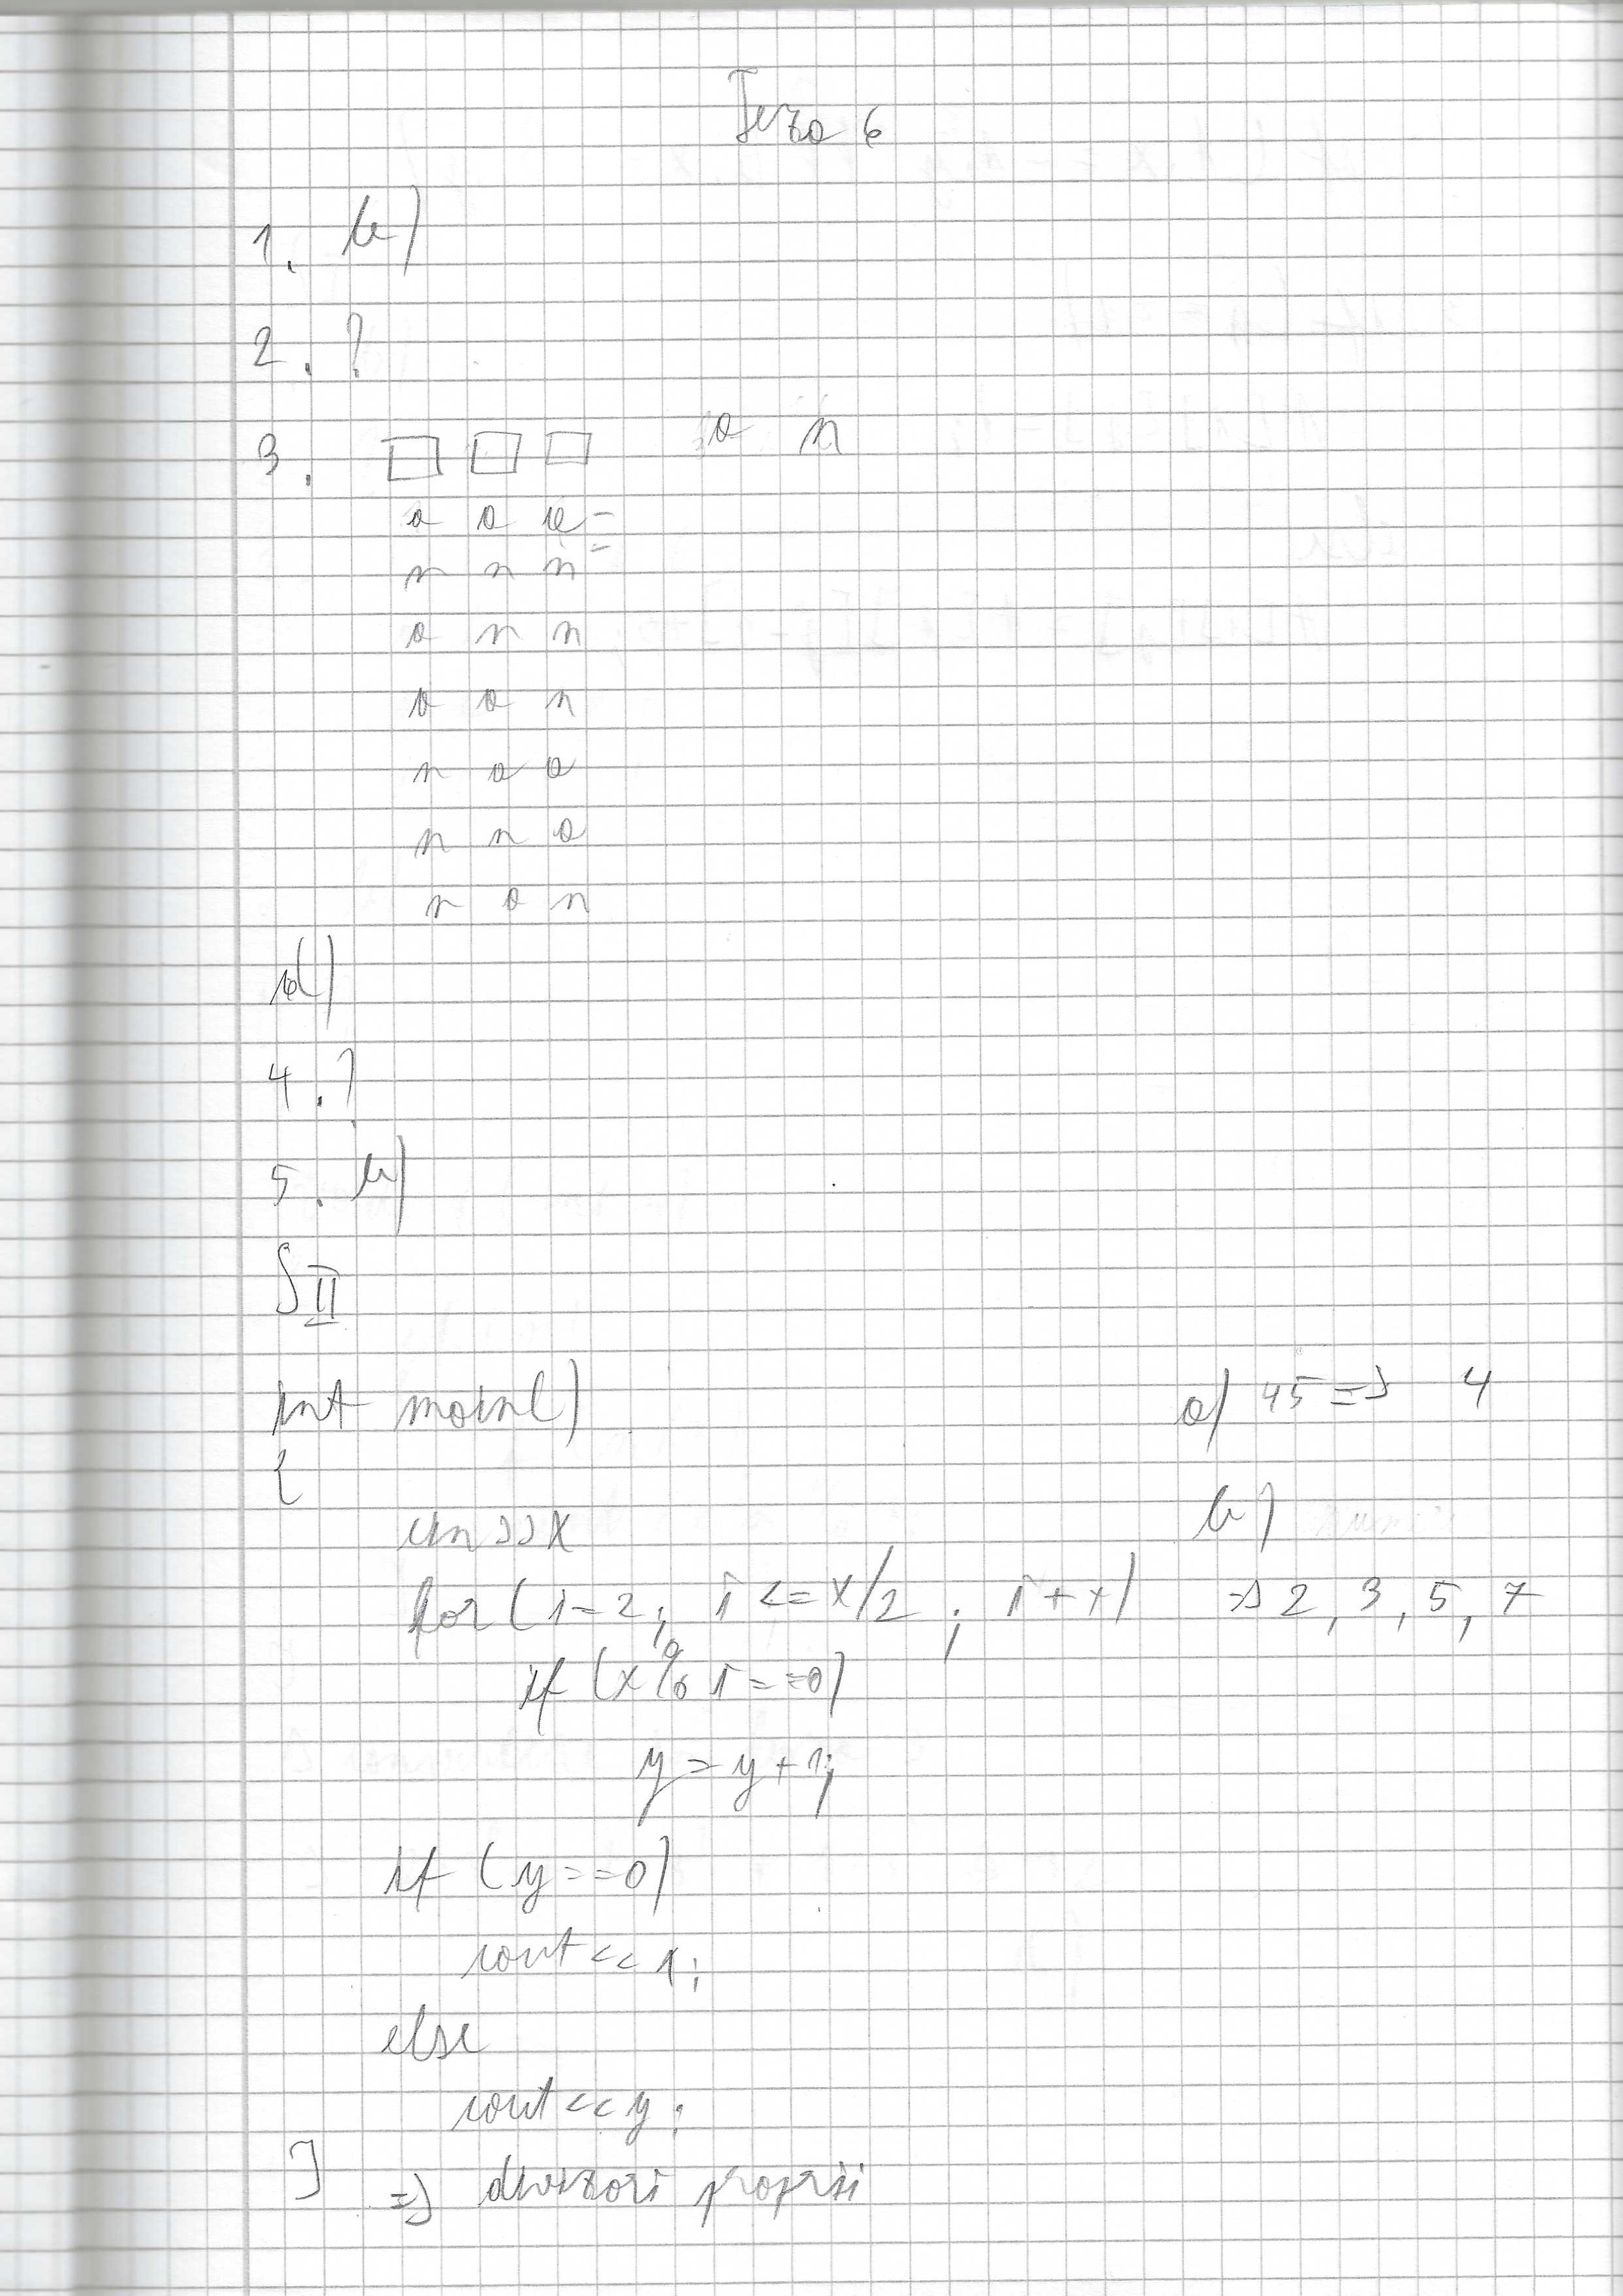 Teza 6
1. b)
2. ?
3. □ □ □ a n
a a a
n n n
a n n
a a n
n a a
n n a
n a n
d)
4. ?
5. b)
S II
int main()
{
cin>>x
for(i=2; i<=x/2; i++)
if (x%i==0)
y=y+1;
if (y==0)
cout<<1;
else
cout<<y;
} => divizori proprii
a) 45=> 4
b)
=> 2, 3, 5, 7